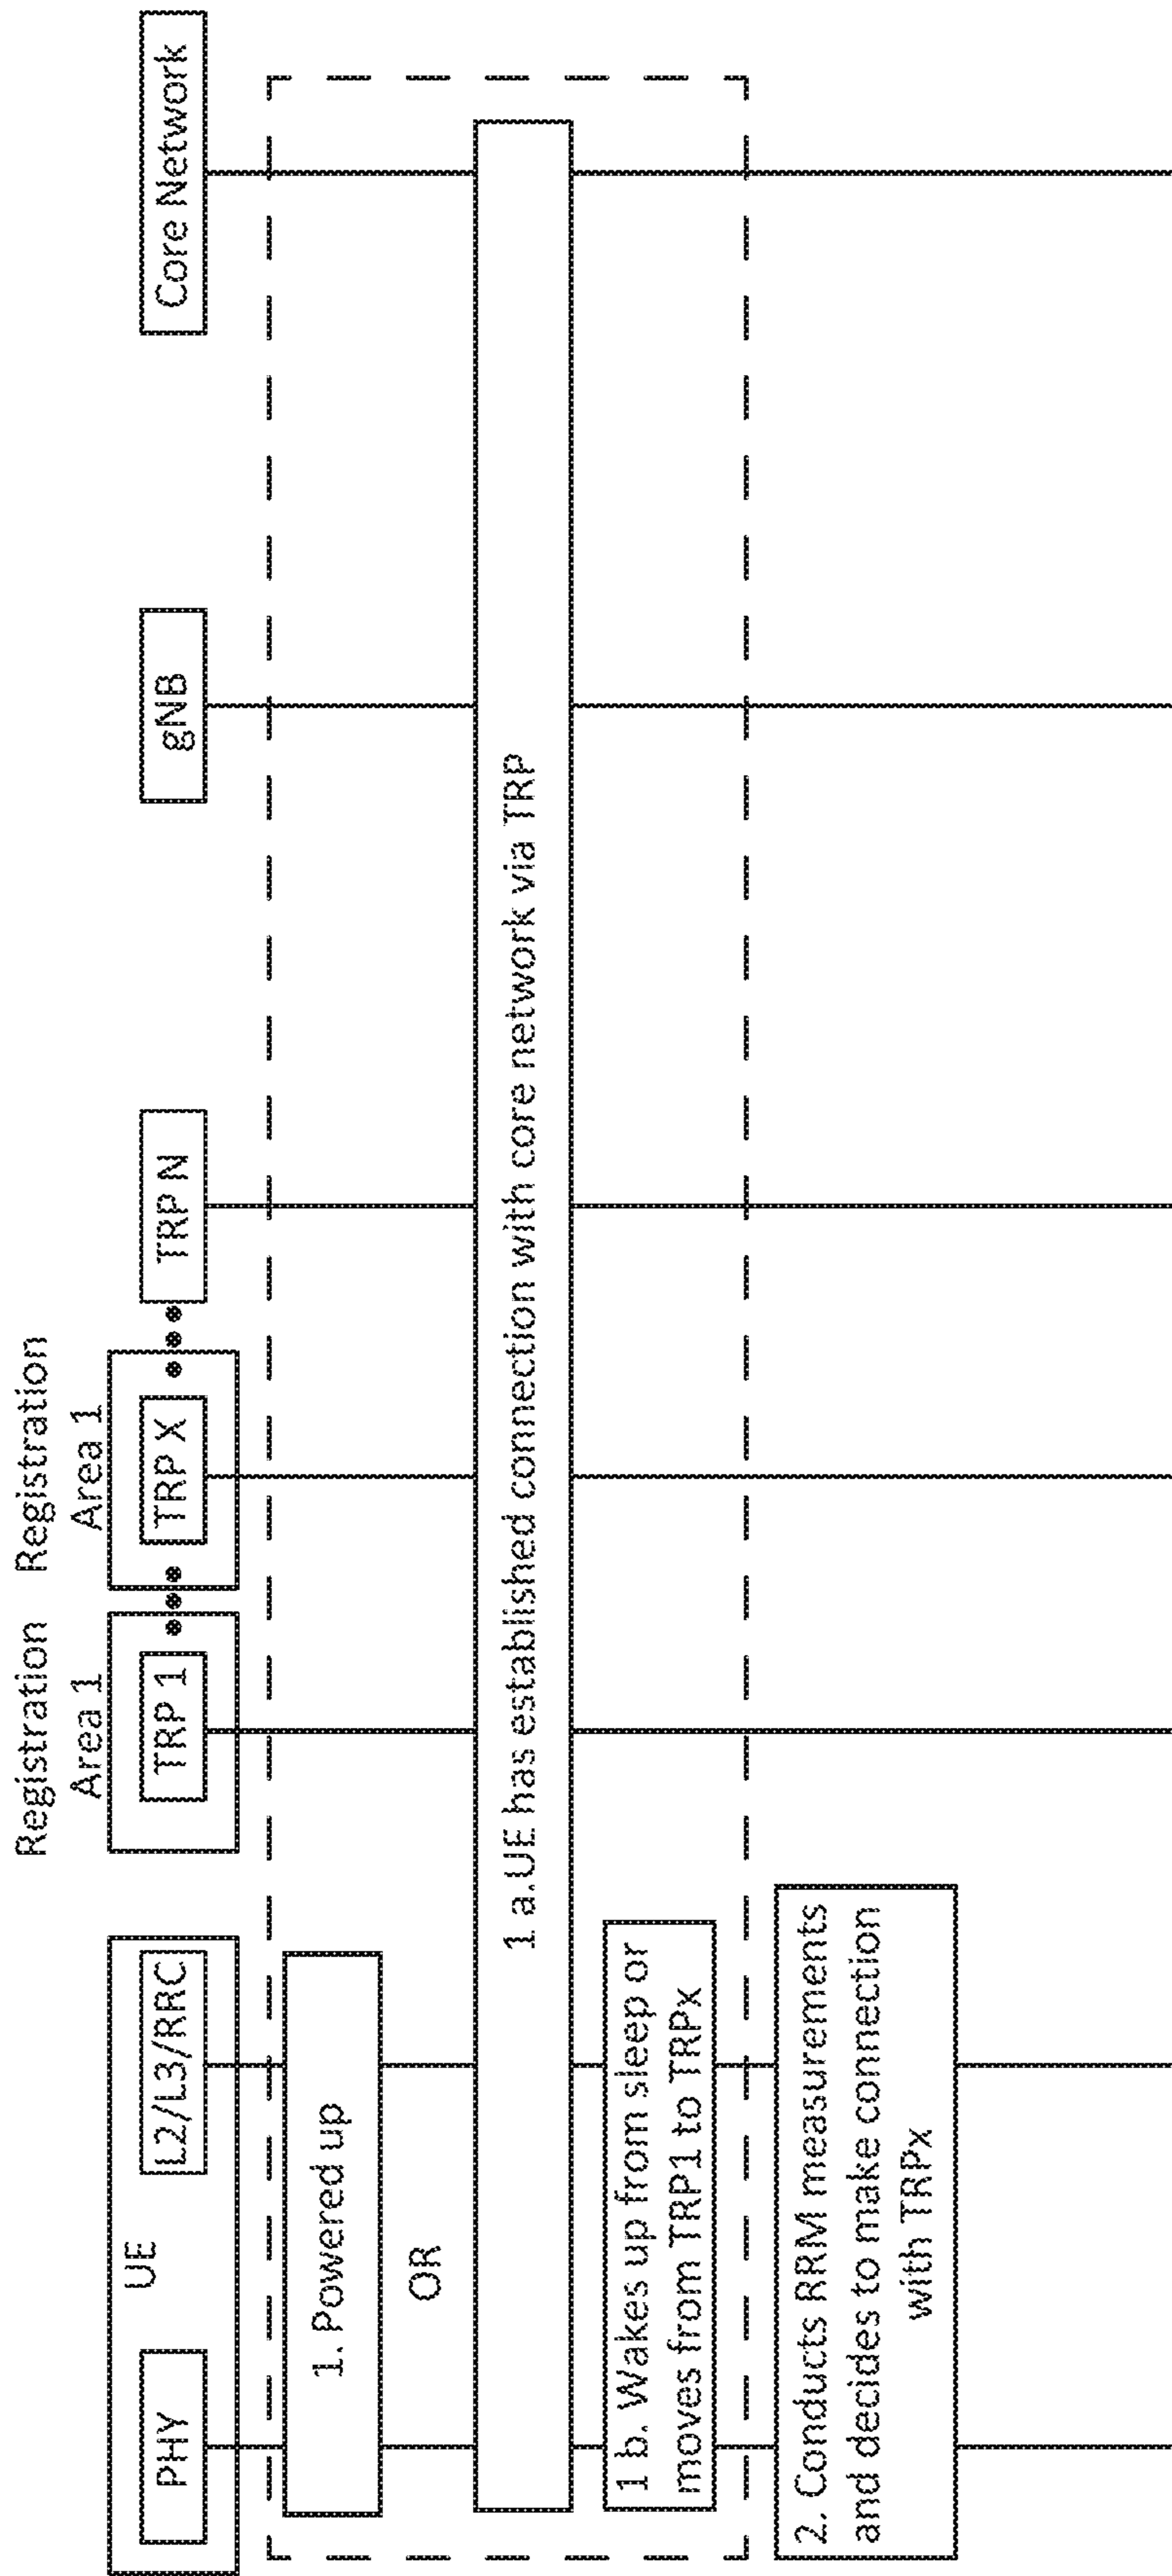 Registration
Area 1
Registration
Area 1
UE
PHY
L2/L3/RRC
TRP 1
TRP X
TRP N
gNB
Core Network
1. Powered up
OR
1 a.UE has established connection with core network via TRP
1 b. Wakes up from sleep or
moves from TRP1 to TRPx
2. Conducts RRM measurements
and decides to make connection
with TRPx